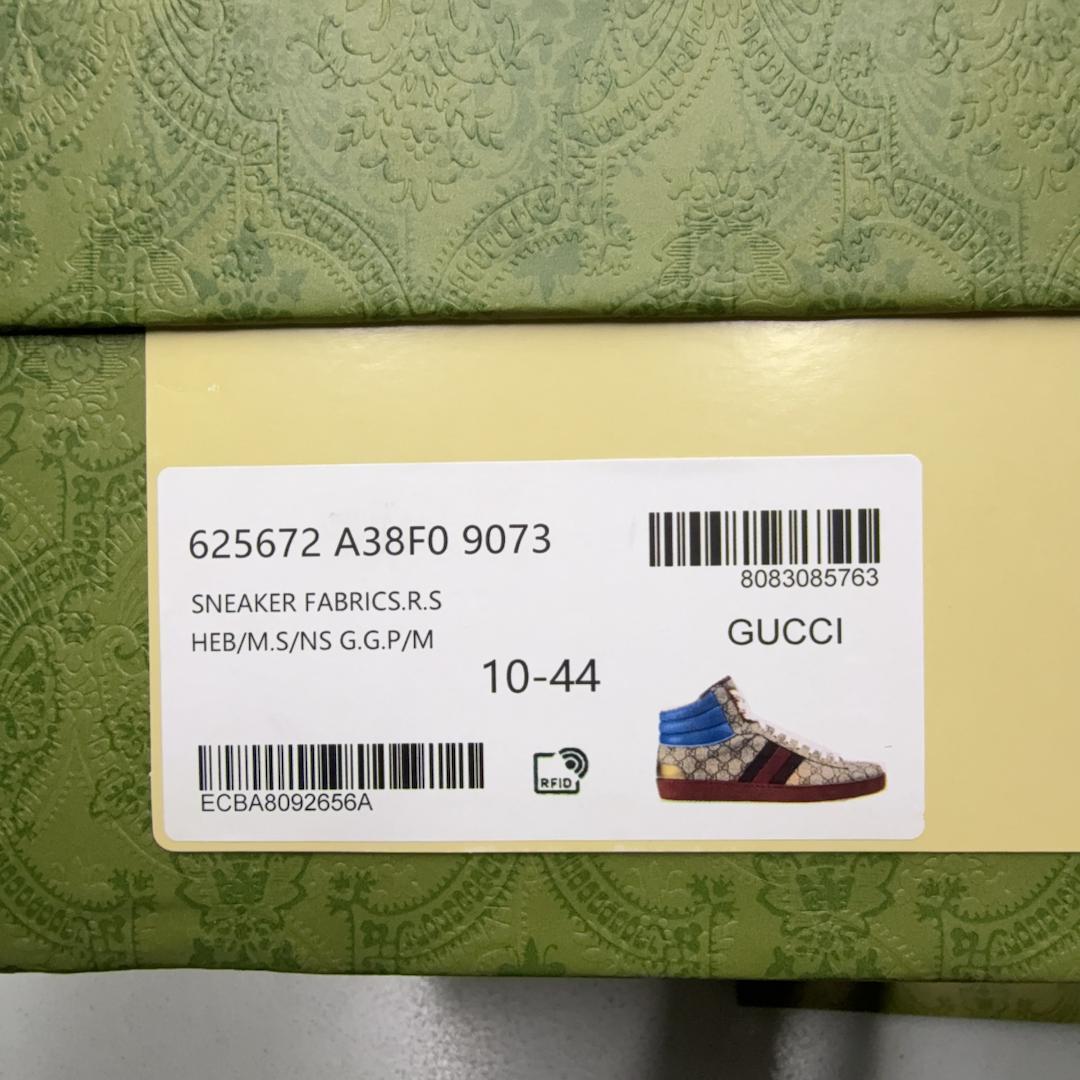 625672 A38F0 9073
SNEAKER FABRICS.R.S
HEB/M.S/NS G.G.P/M
10-44
8083085763
GUCCI
ECBA8092656A
RFID